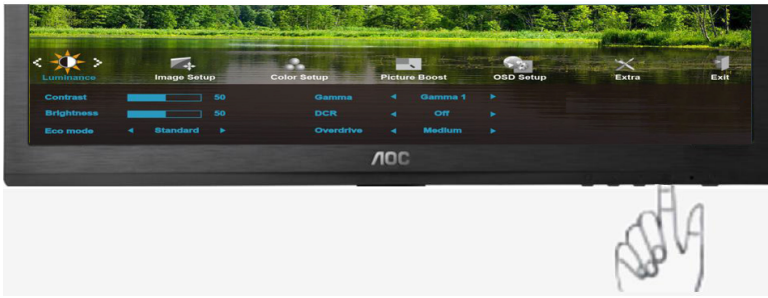 Luminance Image Setup Color Setup Picture Boost OSD Setup Extra Exit
Contrast 50 Gamma Gamma 1
Brightness 50 DCR Off
Eco mode Standard Overdrive Medium
AOC